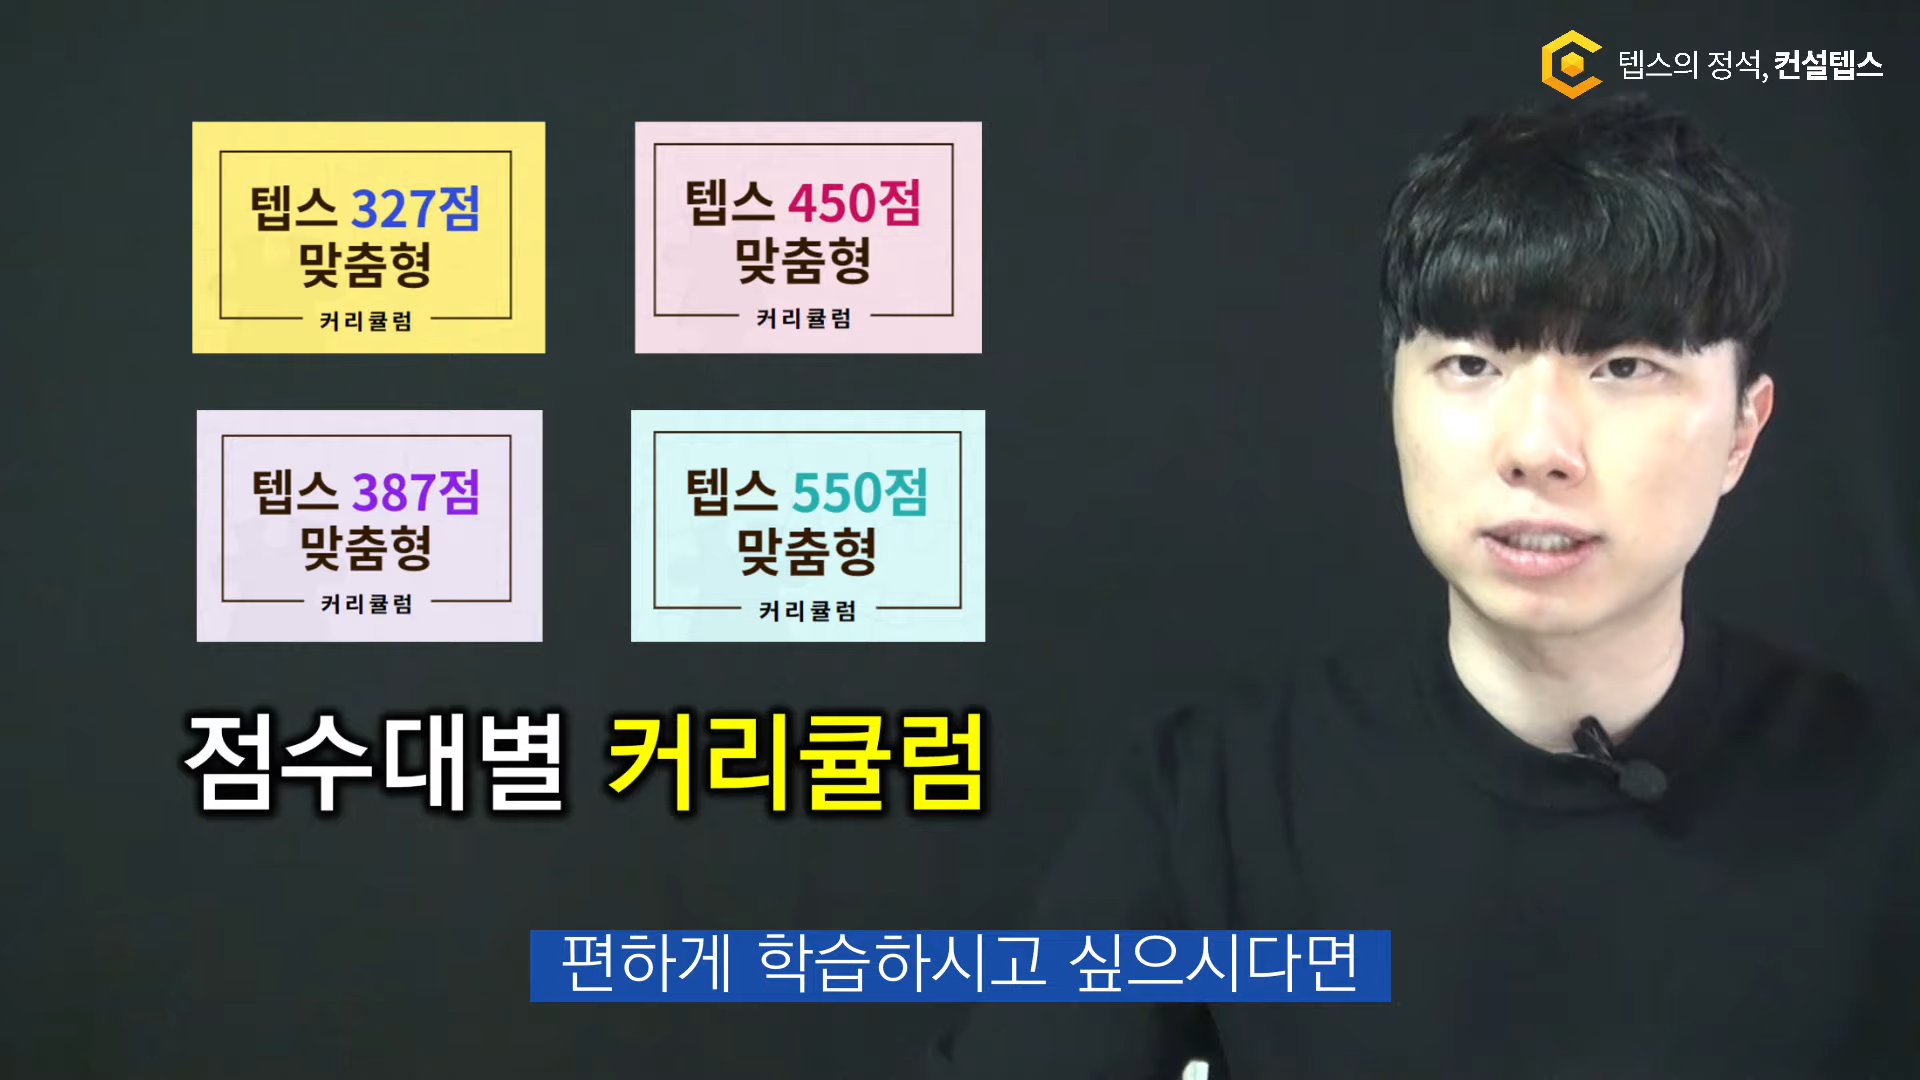 텝스의 정석, 컨설텝스
텝스 327점
맞춤형
커리큘럼
텝스 450점
맞춤형
커리큘럼
텝스 387점
맞춤형
커리큘럼
텝스 550점
맞춤형
커리큘럼
점수대별 커리큘럼
편하게 학습하시고 싶으시다면